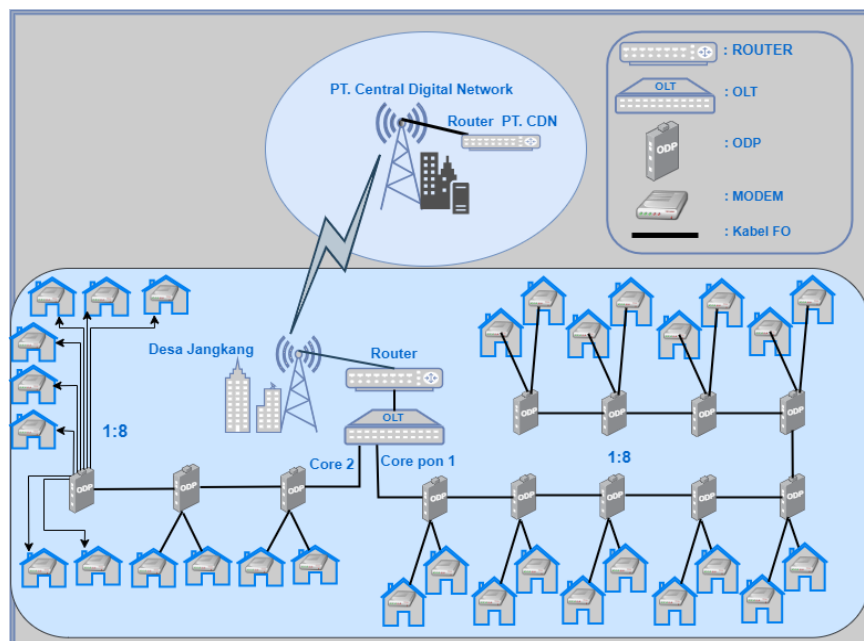 PT. Central Digital Network
Router PT. CDN
: ROUTER
OLT
: OLT
ODP
: ODP
: MODEM
: Kabel FO
Desa Jangkang
Router
OLT
1:8
Core 2
Core pon 1
1:8
ODP
ODP
ODP
ODP
ODP
ODP
ODP
ODP
ODP
ODP
ODP
ODP